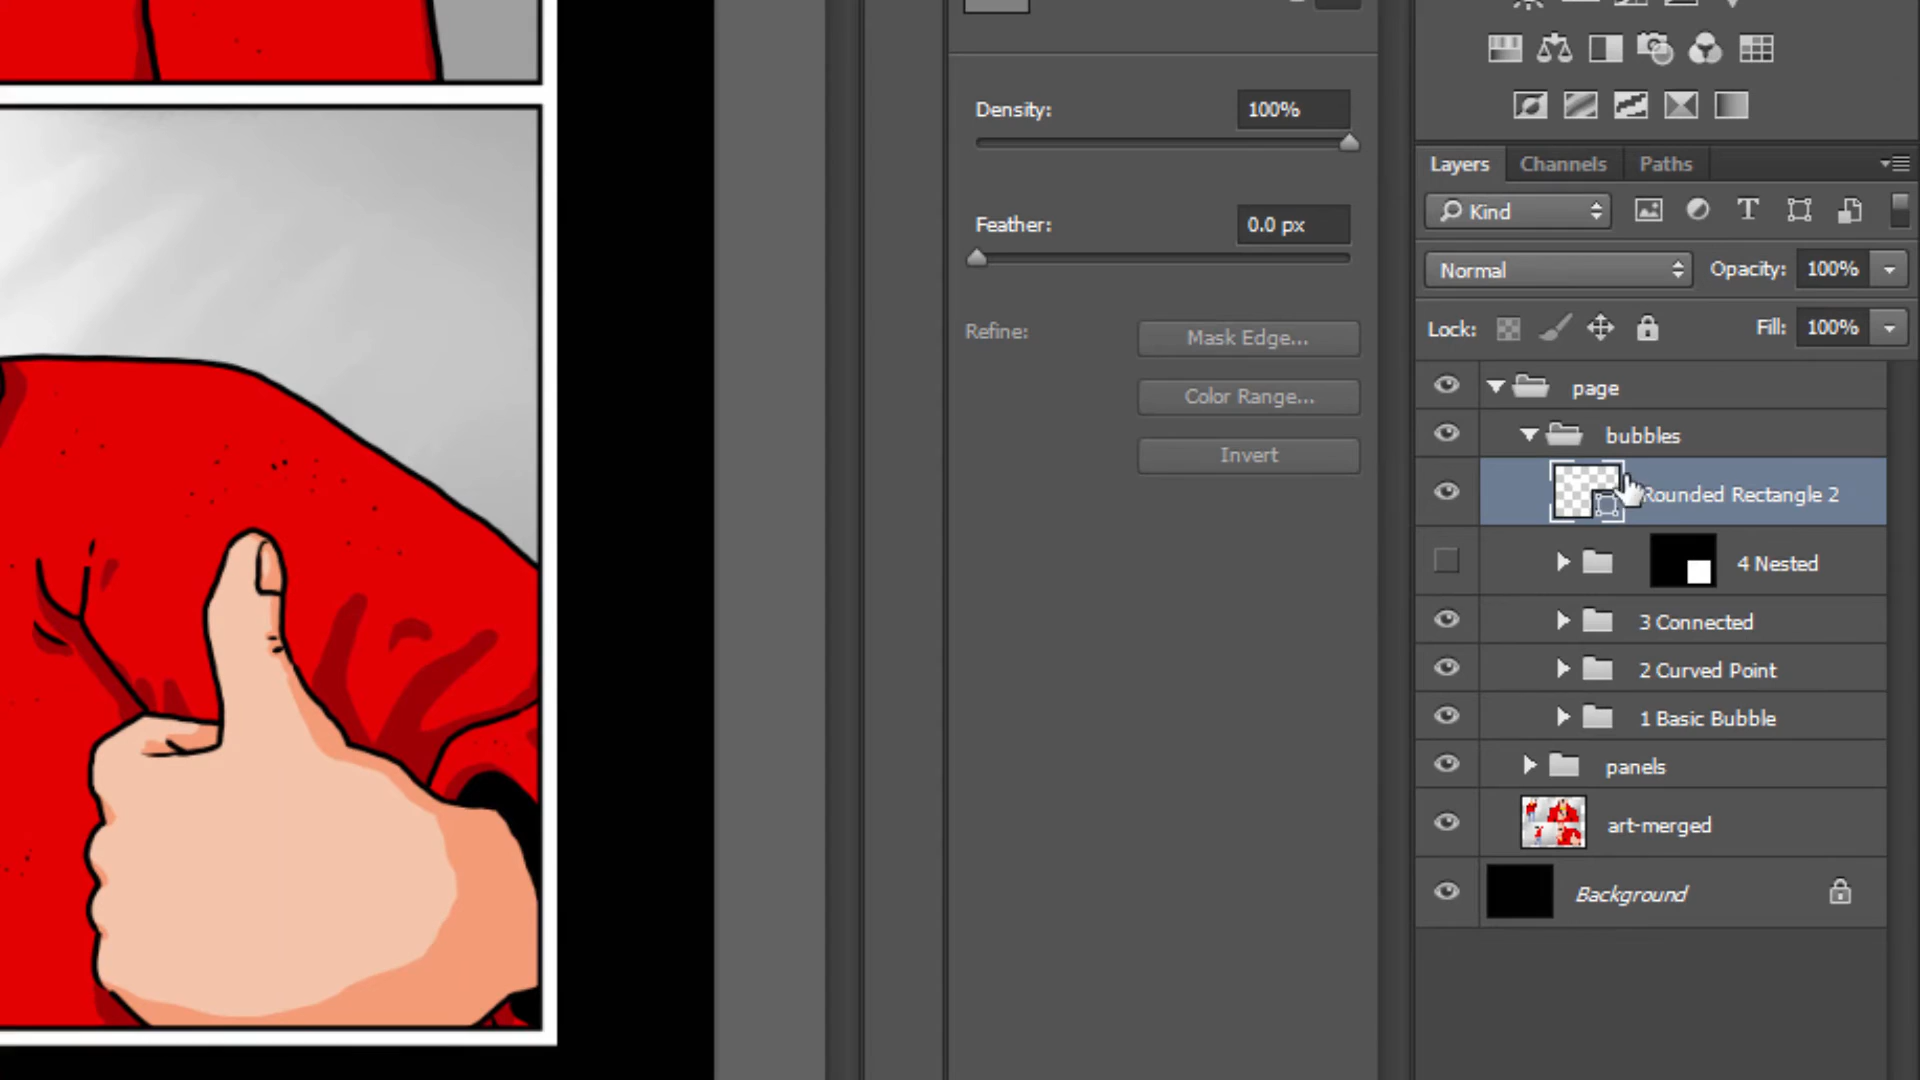 Density: 100%
Feather: 0.0 px
Refine: Mask Edge...
Color Range...
Invert
Layers Channels Paths
Kind
Normal Opacity: 100%
Lock: Fill: 100%
page
bubbles
Rounded Rectangle 2
4 Nested
3 Connected
2 Curved Point
1 Basic Bubble
panels
art-merged
Background